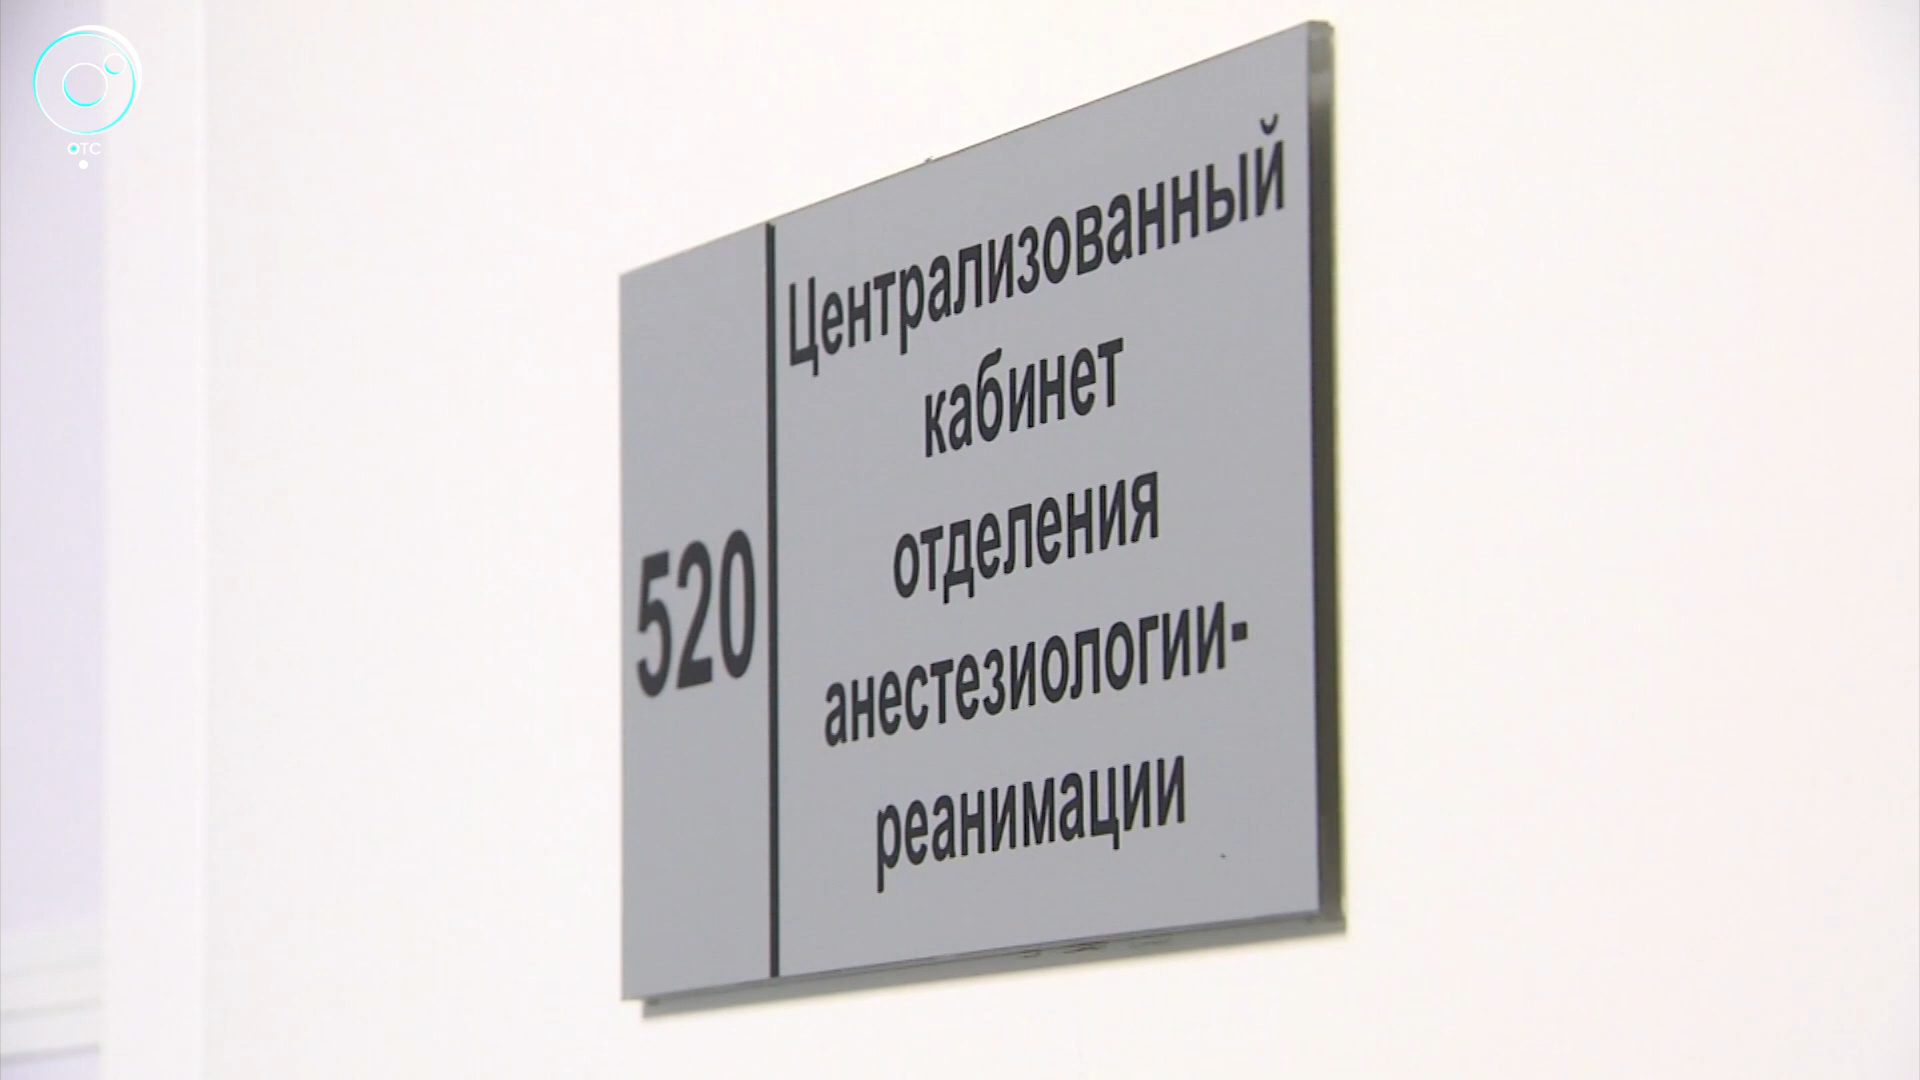 ОТС
520
Централизованный
кабинет
отделения
анестезиологии-
реанимации